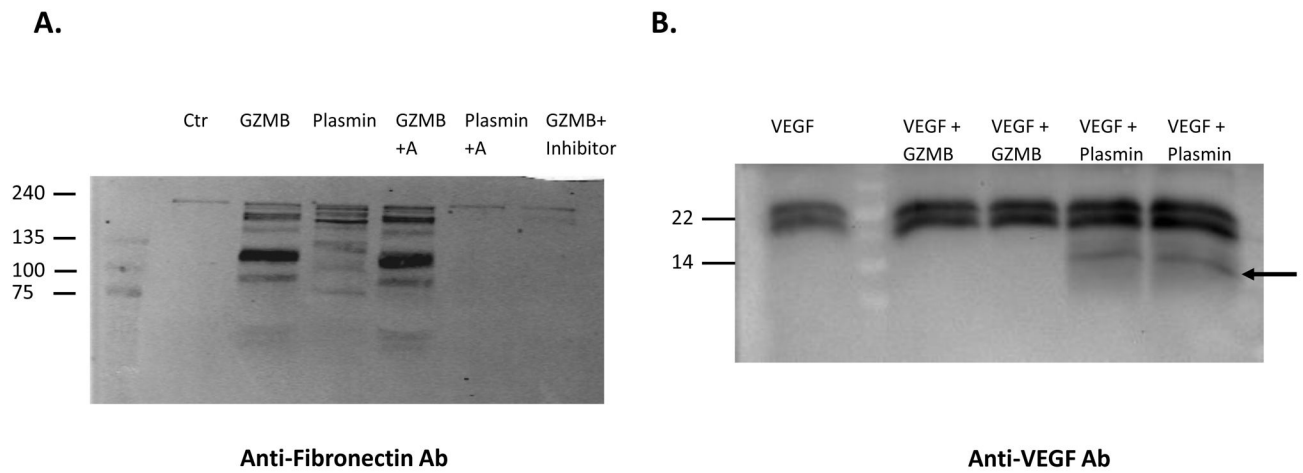 A.
B.
Ctr GZMB Plasmin GZMB Plasmin GZMB+
+A +A Inhibitor
240
135
100
75
Anti-Fibronectin Ab
VEGF VEGF + VEGF + VEGF + VEGF +
GZMB GZMB Plasmin Plasmin
22
14
Anti-VEGF Ab